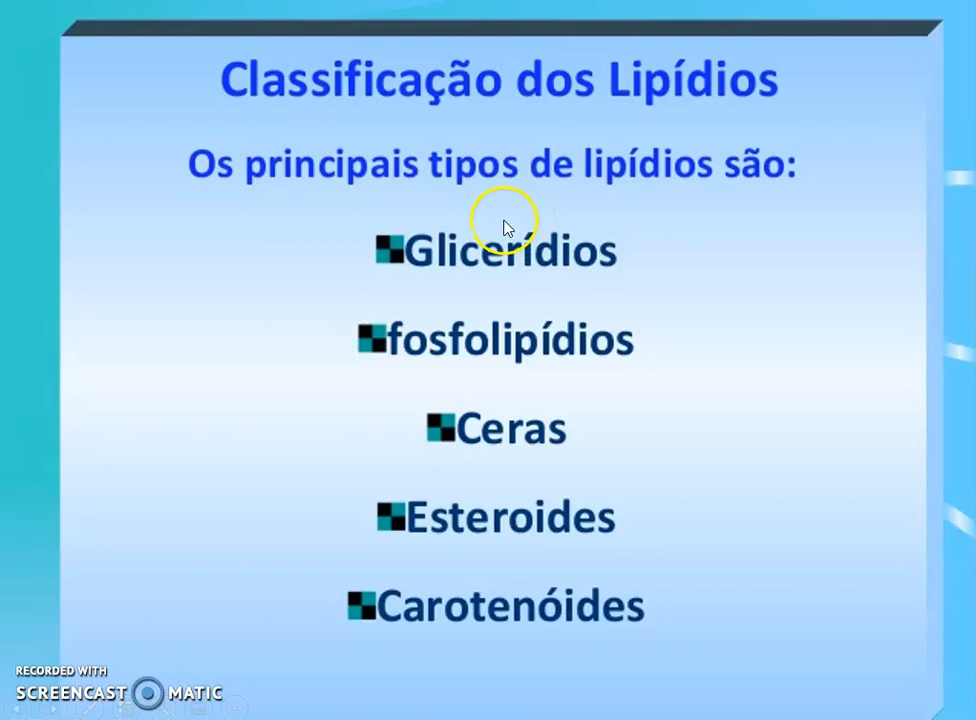 Classificação dos Lipídios
Os principais tipos de lipídios são:
Glicerídios
fosfolipídios
Ceras
Esteroides
Carotenóides
RECORDED WITH
SCREENCAST MATIC